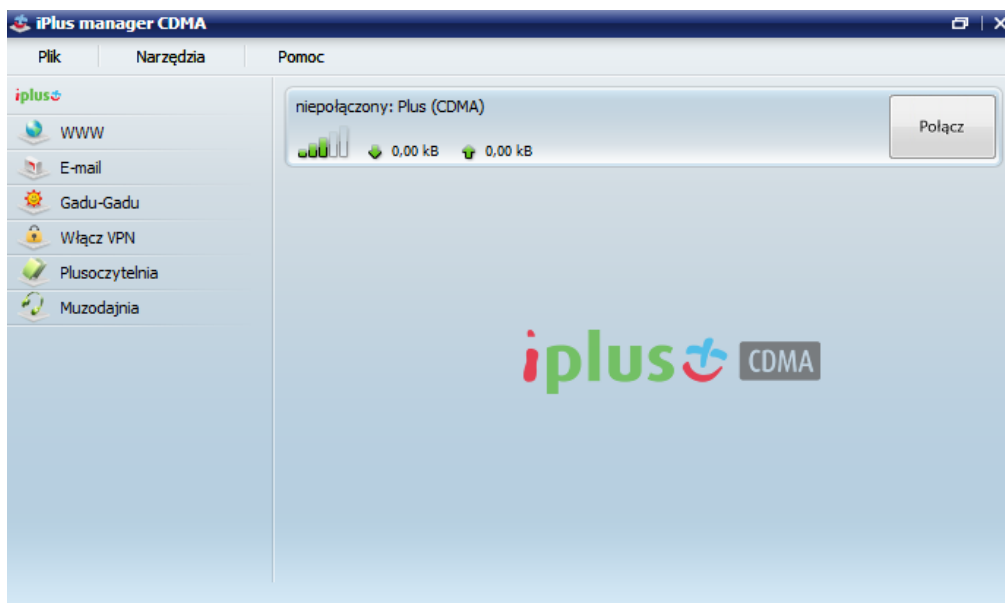 iPlus manager CDMA
Plik Narzędzia Pomoc
iplus
WWW
E-mail
Gadu-Gadu
Włącz VPN
Plusoczytelnia
Muzodajnia
niepołączony: Plus (CDMA)
0,00 kB 0,00 kB
Połącz
iplus CDMA